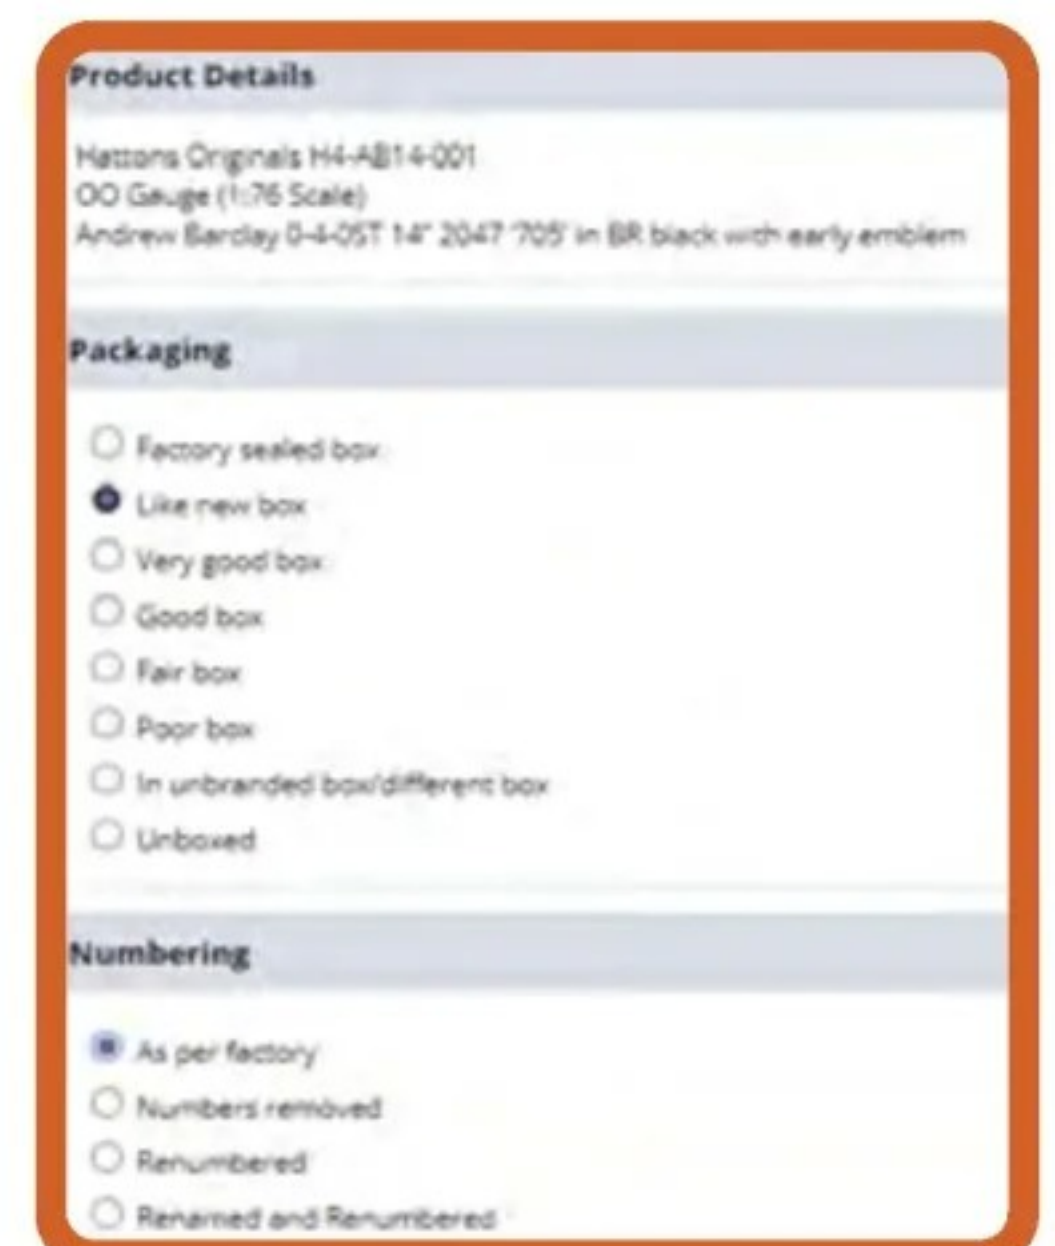 Product Details
Hattons Originals H4-AB14-001
OO Gauge (1:76 Scale)
Andrew Barclay 0-4-0ST 14" 2047 '705' in BR black with early emblem
Packaging
Factory sealed box
Like new box
Very good box
Good box
Fair box
Poor box
In unbranded box/different box
Unboxed
Numbering
As per factory
Numbers removed
Renumbered
Renamed and Renumbered